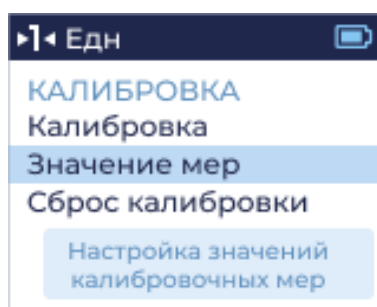 Едн
КАЛИБРОВКА
Калибровка
Значение мер
Сброс калибровки
Настройка значений
калибровочных мер